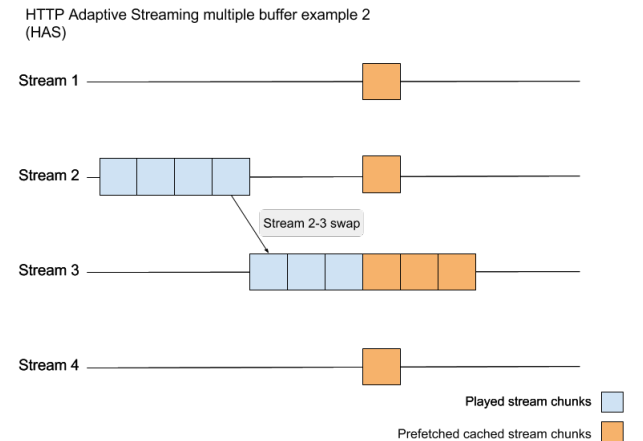 HTTP Adaptive Streaming multiple buffer example 2
(HAS)
Stream 1
Stream 2
Stream 2-3 swap
Stream 3
Stream 4
Played stream chunks
Prefetched cached stream chunks